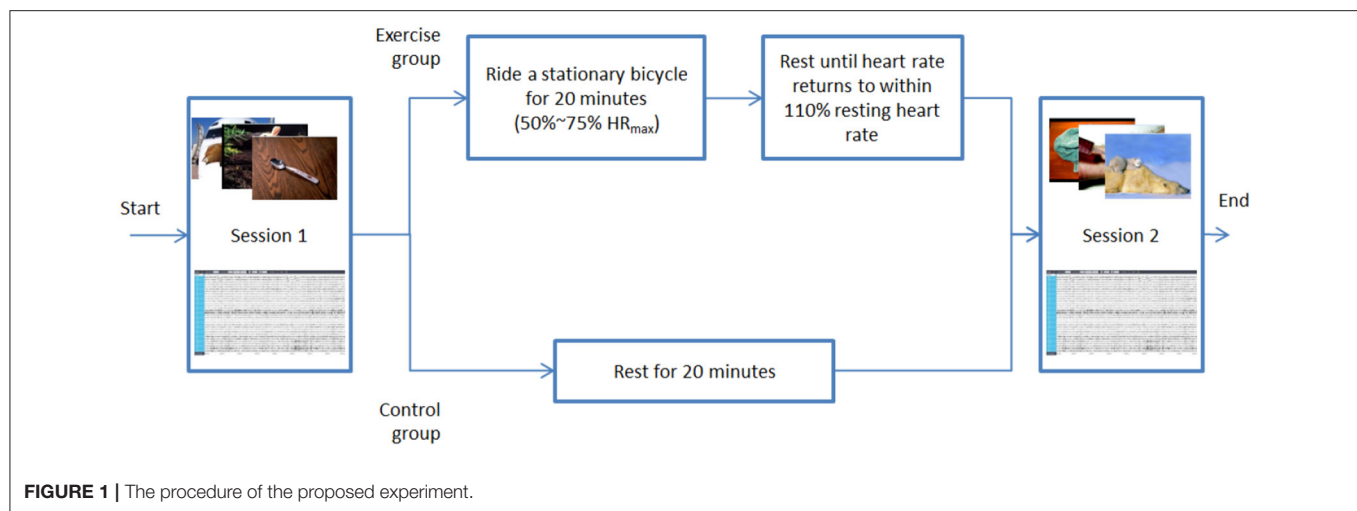 Start
Session 1
Exercise
group
Ride a stationary bicycle
for 20 minutes
(50%~75% HRmax)
Rest until heart rate
returns to within
110% resting heart
rate
Control
group
Rest for 20 minutes
Session 2
End
FIGURE 1 | The procedure of the proposed experiment.